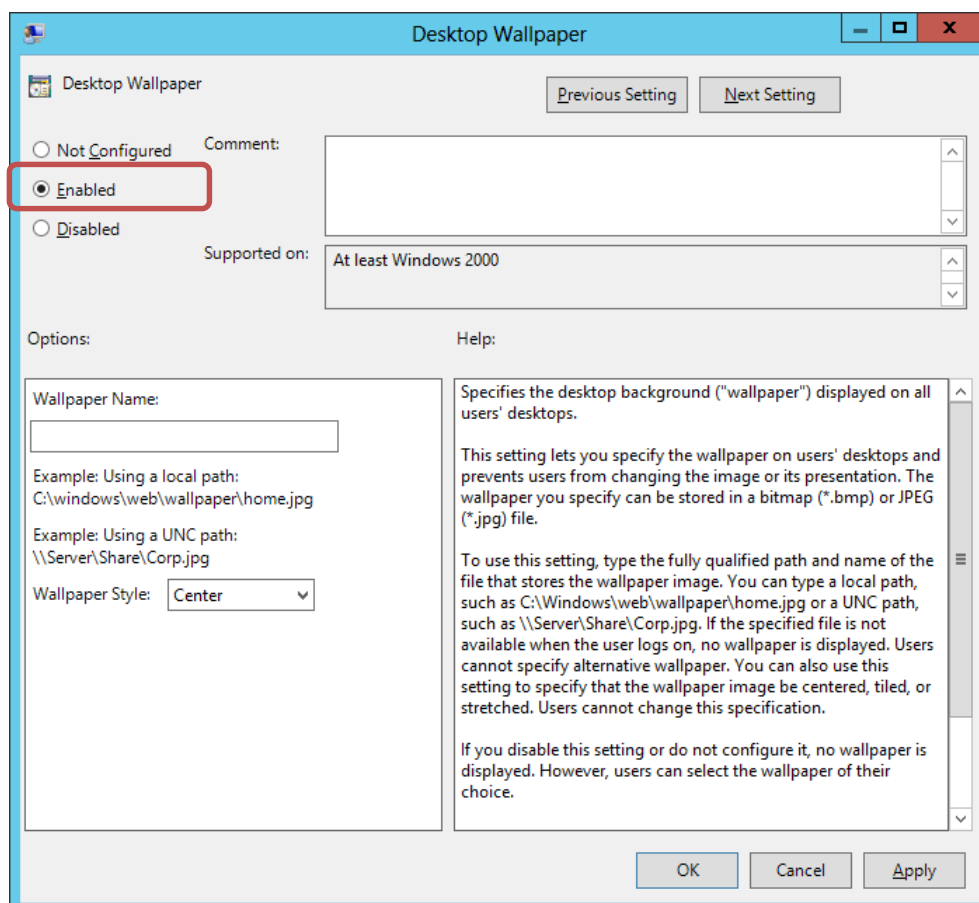 Desktop Wallpaper
Desktop Wallpaper
Previous Setting
Next Setting
Not Configured
Enabled
Disabled
Comment:
Supported on:
At least Windows 2000
Options:
Help:
Wallpaper Name:
Example: Using a local path:
C:\windows\web\wallpaper\home.jpg
Example: Using a UNC path:
\\Server\Share\Corp.jpg
Wallpaper Style:
Center
Specifies the desktop background ("wallpaper") displayed on all
users' desktops.
This setting lets you specify the wallpaper on users' desktops and
prevents users from changing the image or its presentation. The
wallpaper you specify can be stored in a bitmap (*.bmp) or JPEG
(*.jpg) file.
To use this setting, type the fully qualified path and name of the
file that stores the wallpaper image. You can type a local path,
such as C:\Windows\web\wallpaper\home.jpg or a UNC path,
such as \\Server\Share\Corp.jpg. If the specified file is not
available when the user logs on, no wallpaper is displayed. Users
cannot specify alternative wallpaper. You can also use this
setting to specify that the wallpaper image be centered, tiled, or
stretched. Users cannot change this specification.
If you disable this setting or do not configure it, no wallpaper is
displayed. However, users can select the wallpaper of their
choice.
OK
Cancel
Apply